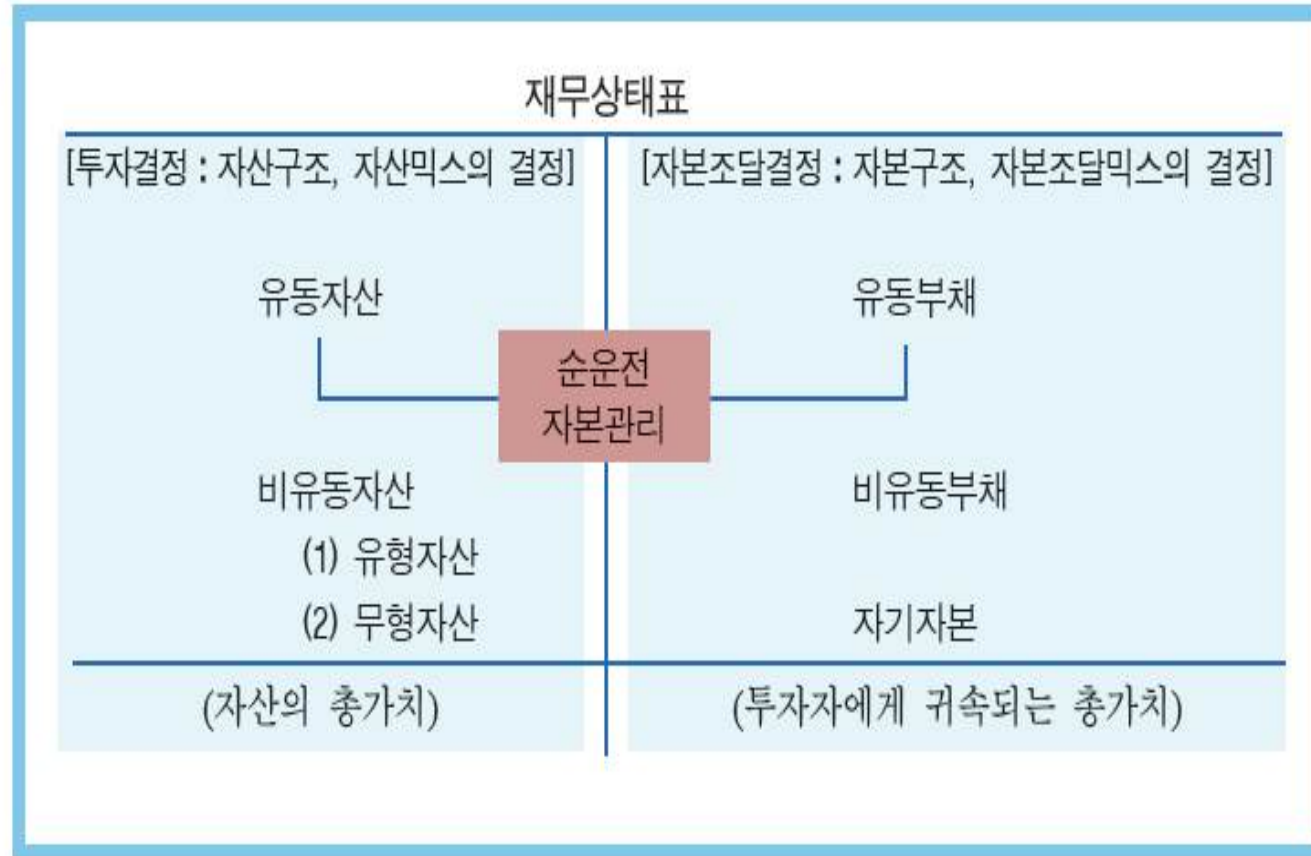 재무상태표
[투자결정 : 자산구조, 자산믹스의 결정]
[자본조달결정 : 자본구조, 자본조달믹스의 결정]
유동자산
유동부채
순운전
자본관리
비유동자산
(1) 유형자산
(2) 무형자산
비유동부채
자기자본
(자산의 총가치)
(투자자에게 귀속되는 총가치)